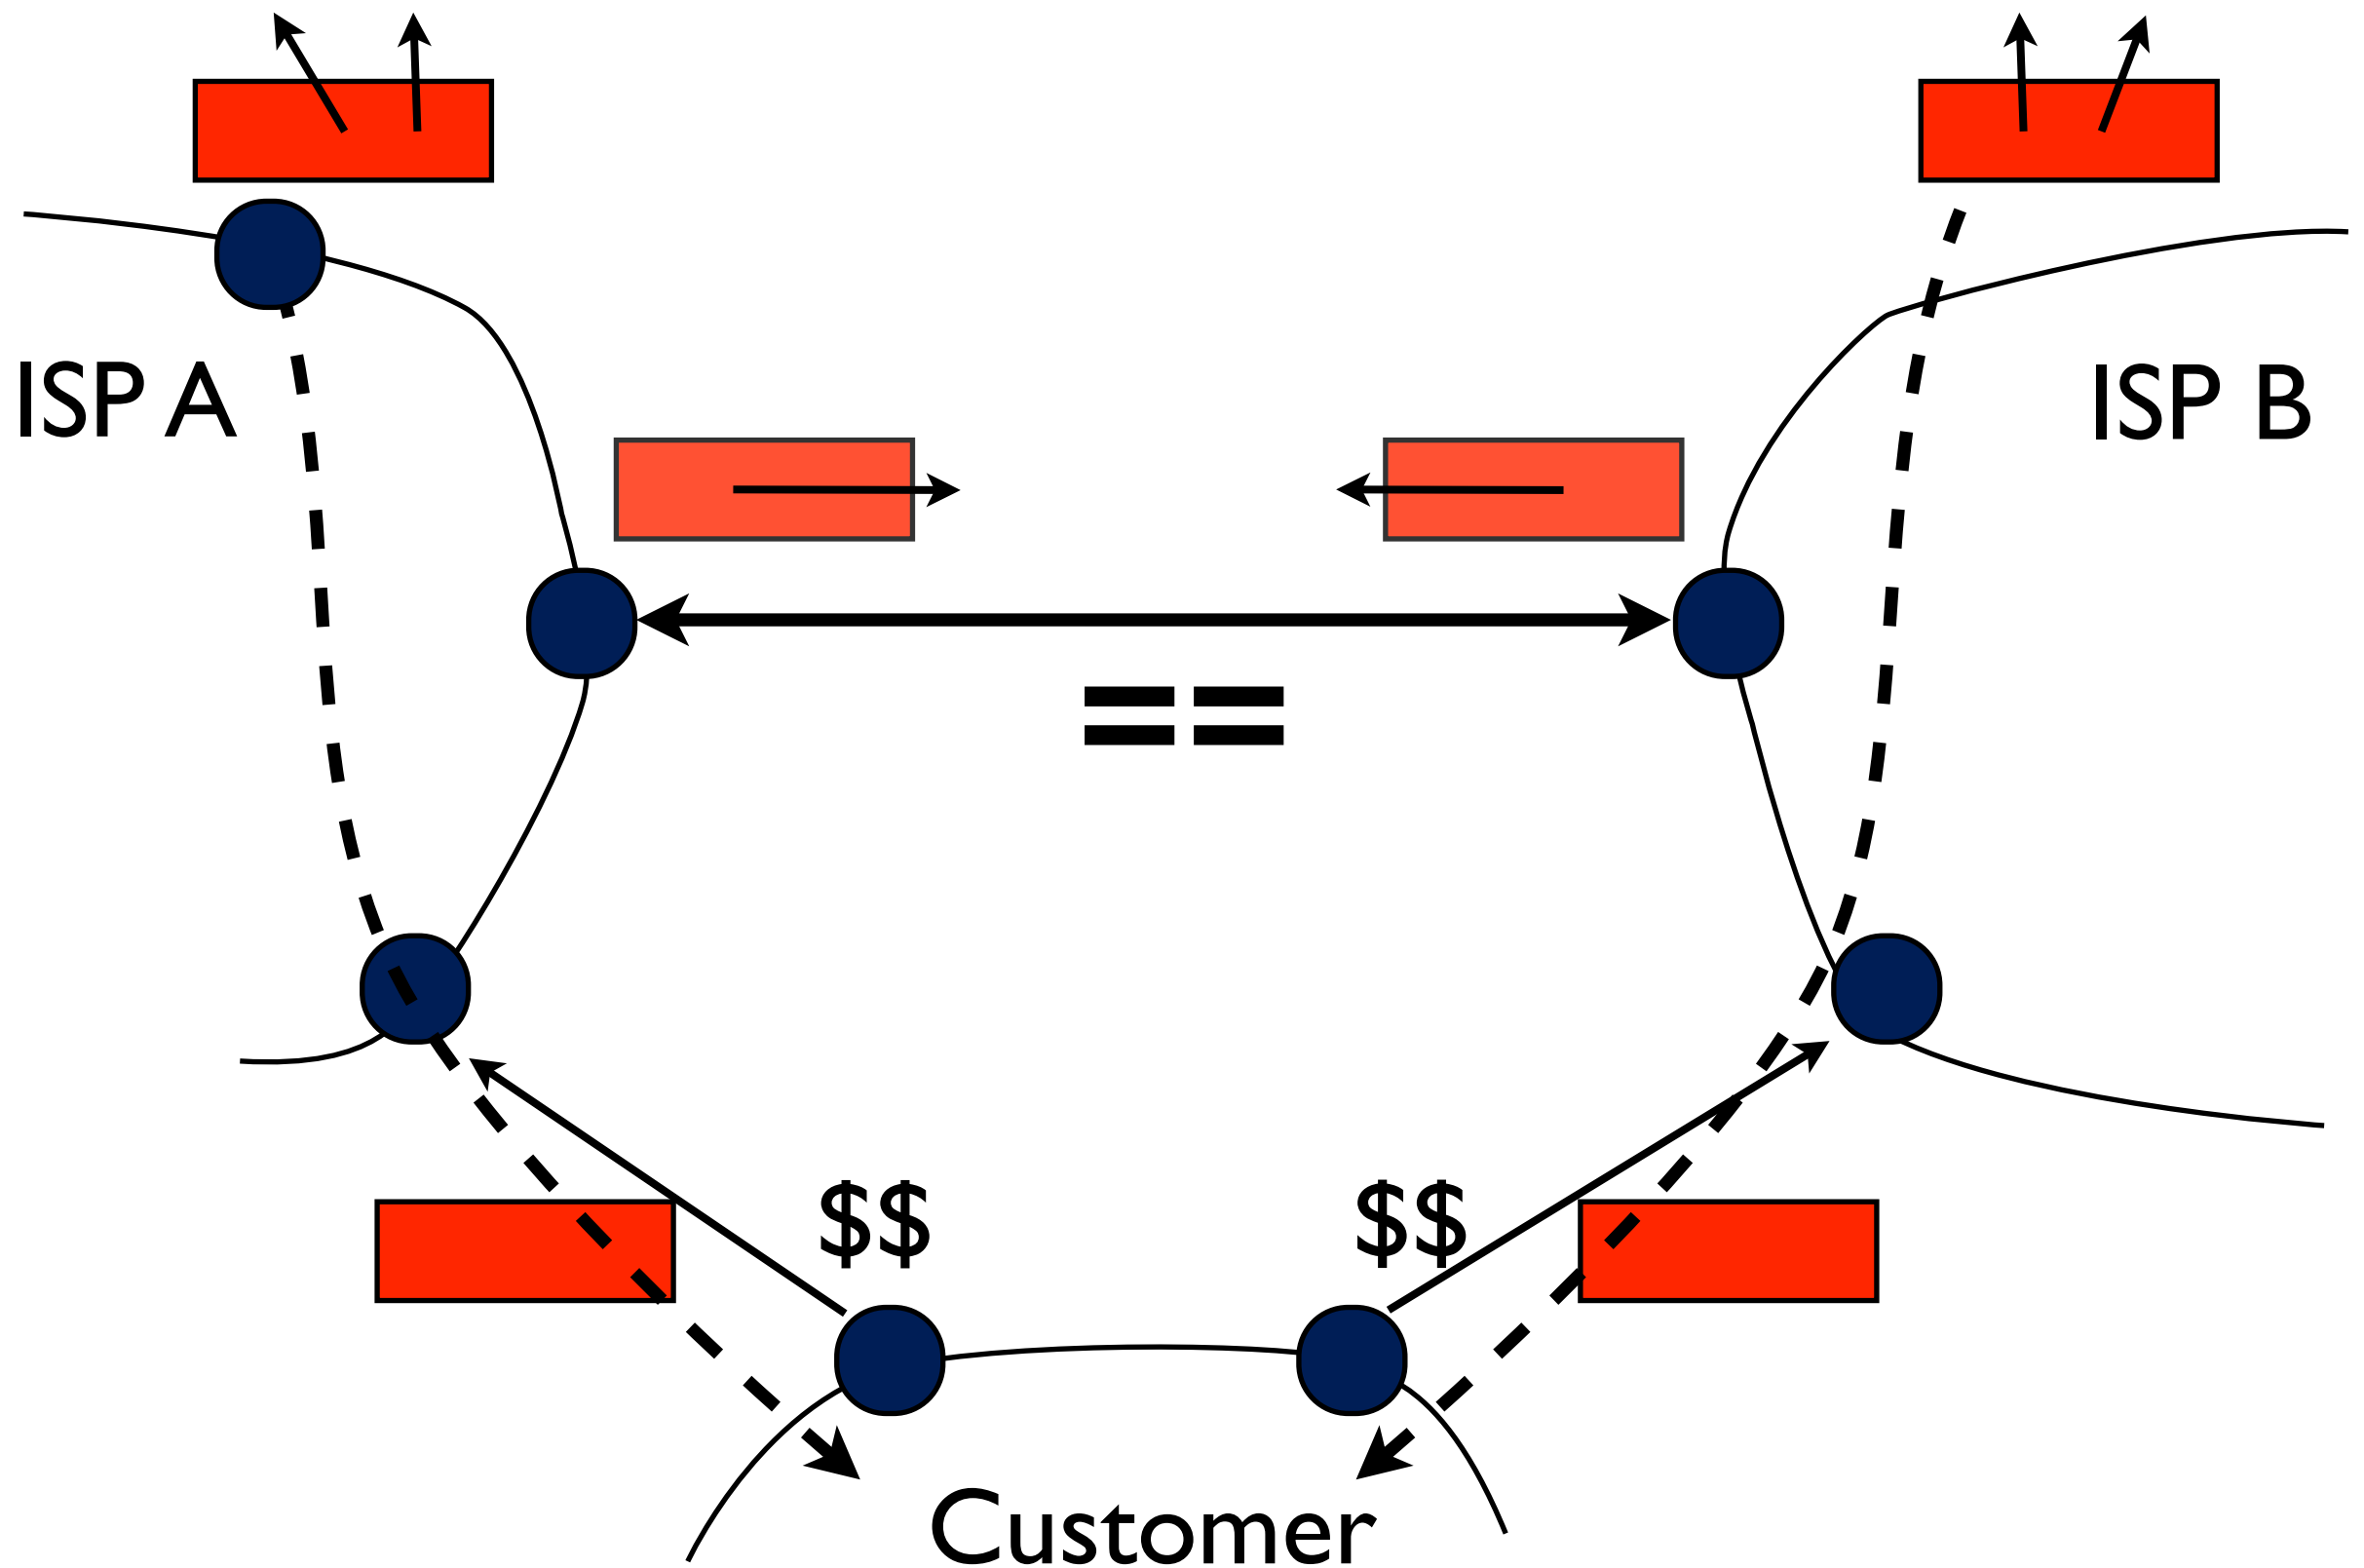 ISP A
ISP B
==
$$
$$
Customer